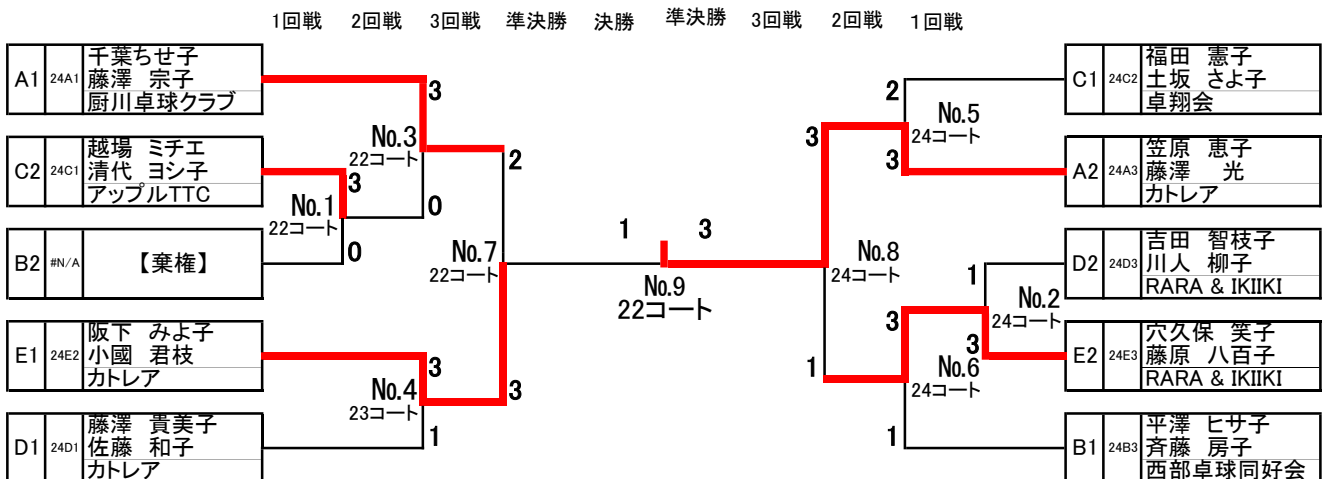 1回戦 2回戦 3回戦 準決勝 決勝 準決勝 3回戦 2回戦 1回戦
A1 24A1 千葉ちせ子
藤澤 宗子
厨川卓球クラブ
C2 24C1 越場 ミチエ
清代 ヨシ子
アップルTTC
B2 #N/A 【棄権】
E1 24E2 阪下 みよ子
小國 君枝
カトレア
D1 24D1 藤澤 貴美子
佐藤 和子
カトレア
3
No.3
22コート
3
0
No.1
22コート
0
2
No.7
22コート
3
No.4
23コート
3
1
1 3
No.9
22コート
2
No.5
24コート
3
3
No.8
24コート
1
No.2
24コート
3
3
No.6
24コート
1
1
C1 24C2 福田 憲子
土坂 さよ子
卓翔会
A2 24A3 笠原 恵子
藤澤 光
カトレア
D2 24D3 吉田 智枝子
川人 柳子
RARA & IKIIKI
E2 24E3 穴久保 笑子
藤原 八百子
RARA & IKIIKI
B1 24B3 平澤 ヒサ子
斉藤 房子
西部卓球同好会